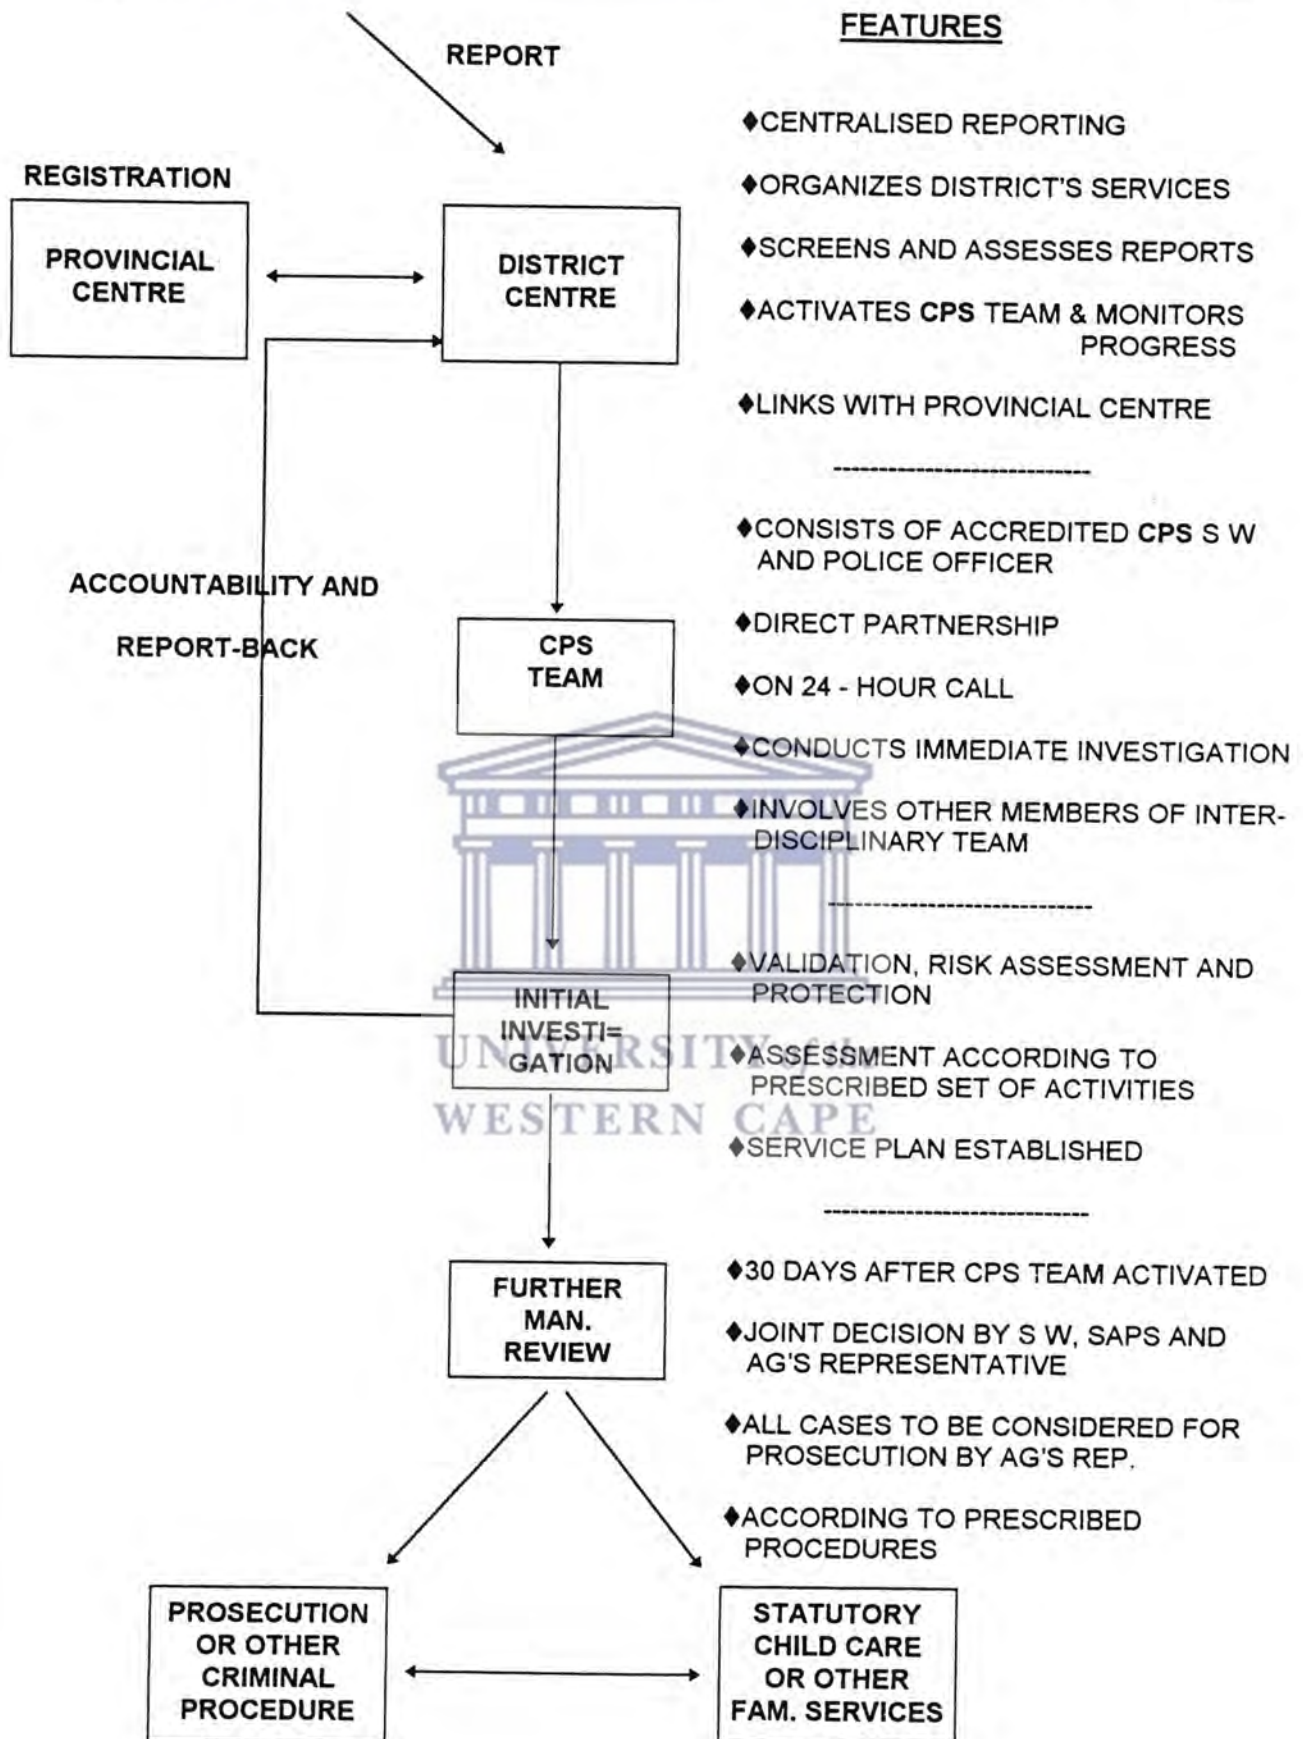 REPORT
REGISTRATION
PROVINCIAL
CENTRE
DISTRICT
CENTRE
ACCOUNTABILITY AND
REPORT-BACK
CPS
TEAM
INITIAL
INVESTI=
GATION
FURTHER
MAN.
REVIEW
PROSECUTION
OR OTHER
CRIMINAL
PROCEDURE
STATUTORY
CHILD CARE
OR OTHER
FAM. SERVICES
FEATURES
♦CENTRALISED REPORTING
♦ORGANIZES DISTRICT'S SERVICES
♦SCREENS AND ASSESSES REPORTS
♦ACTIVATES CPS TEAM & MONITORS
PROGRESS
♦LINKS WITH PROVINCIAL CENTRE
----------------------------
♦CONSISTS OF ACCREDITED CPS S W
AND POLICE OFFICER
♦DIRECT PARTNERSHIP
♦ON 24 - HOUR CALL
♦CONDUCTS IMMEDIATE INVESTIGATION
♦INVOLVES OTHER MEMBERS OF INTER-
DISCIPLINARY TEAM
----------------------------
♦VALIDATION, RISK ASSESSMENT AND
PROTECTION
♦ASSESSMENT ACCORDING TO
PRESCRIBED SET OF ACTIVITIES
♦SERVICE PLAN ESTABLISHED
----------------------------
♦30 DAYS AFTER CPS TEAM ACTIVATED
♦JOINT DECISION BY S W, SAPS AND
AG'S REPRESENTATIVE
♦ALL CASES TO BE CONSIDERED FOR
PROSECUTION BY AG'S REP.
♦ACCORDING TO PRESCRIBED
PROCEDURES
UNIVERSITY of the
WESTERN CAPE